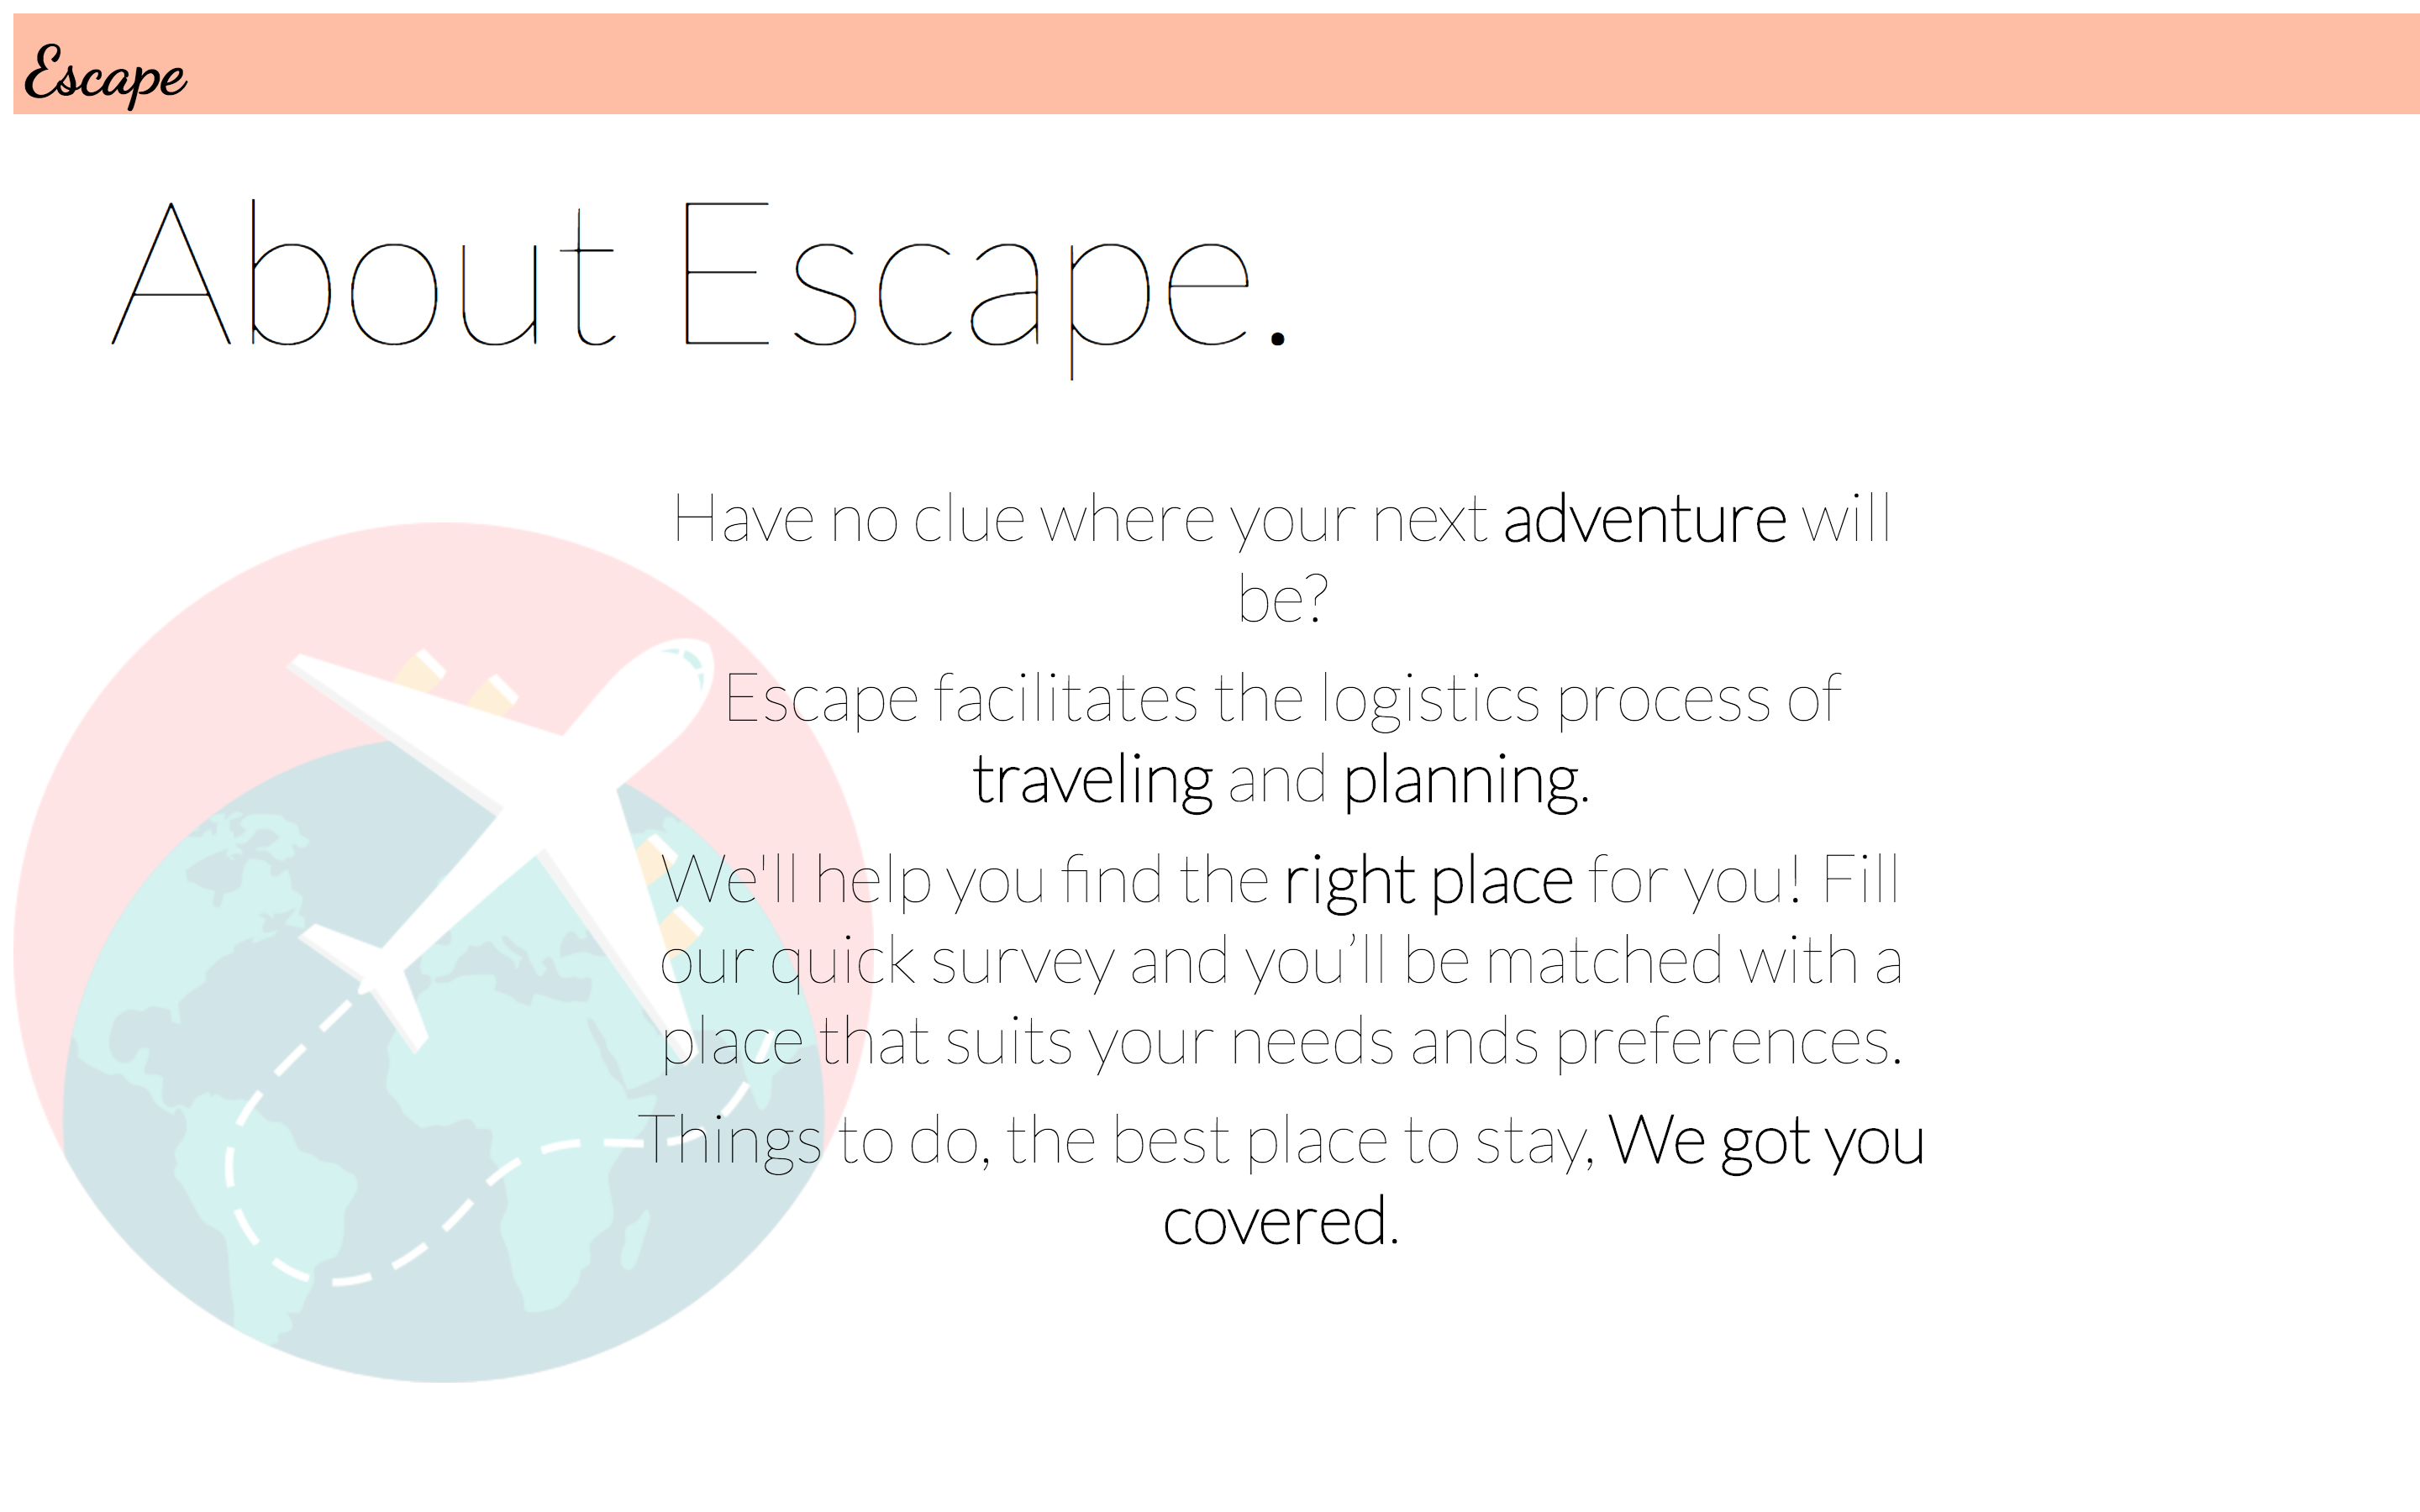 Escape
About Escape.
Have no clue where your next adventure will
be?
Escape facilitates the logistics process of
traveling and planning.
We'll help you find the right place for you! Fill
our quick survey and you’ll be matched with a
place that suits your needs ands preferences.
Things to do, the best place to stay, We got you
covered.